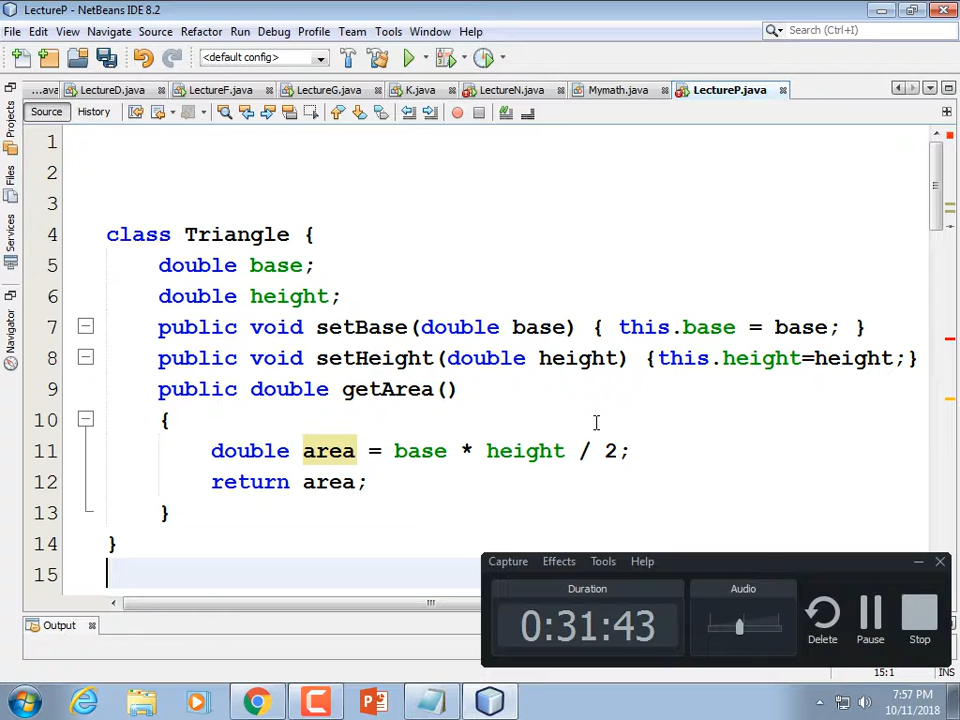 LectureP - NetBeans IDE 8.2
File Edit View Navigate Source Refactor Run Debug Profile Team Tools Window Help
Search (Ctrl+I)
<default config>
...ava LectureD.java LectureF.java LectureG.java K.java LectureN.java Mymath.java LectureP.java
Source History
Projects
Files
Services
Navigator
1
2
3
4 class Triangle {
5 double base;
6 double height;
7 public void setBase(double base) { this.base = base; }
8 public void setHeight(double height) {this.height=height;}
9 public double getArea()
10 {
11 double area = base * height / 2;
12 return area;
13 }
14 }
15
Capture Effects Tools Help
Duration Audio
0:31:43
Delete Pause Stop
Output
15:1 INS
7:57 PM
10/11/2018